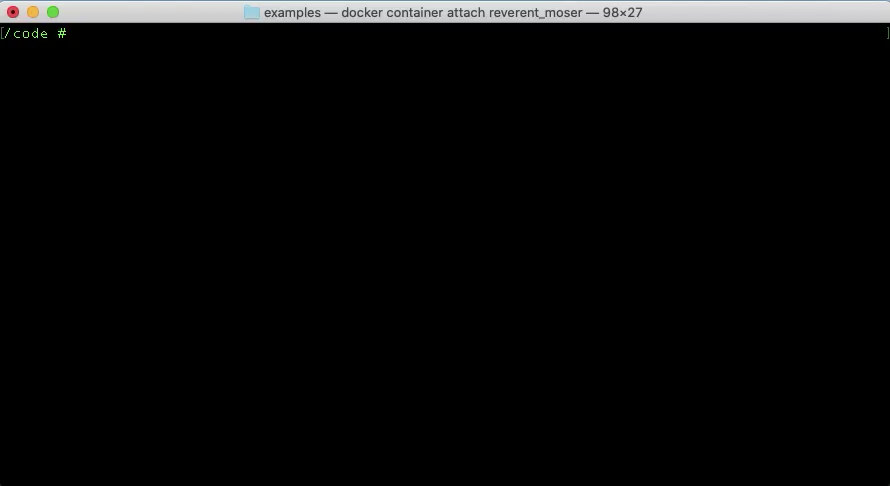 examples — docker container attach reverent_moser — 98×27
[/code # ]